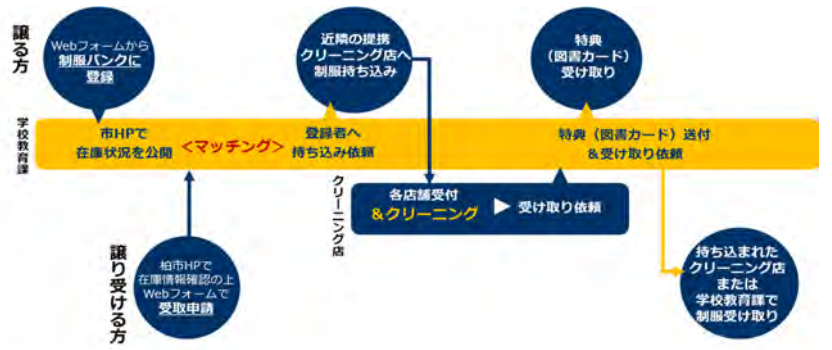 譲る方
Webフォームから
制服バンクに
登録
近隣の提携
クリーニング店へ
制服持ち込み
特典
（図書カード）
受け取り
学校教育課
市HPで
在庫状況を公開
＜マッチング＞
登録者へ
持ち込み依頼
特典（図書カード）送付
＆受け取り依頼
クリーニング店
各店舗受付
＆クリーニング
▶ 受け取り依頼
譲り受ける方
柏市HPで
在庫情報確認の上
Webフォームで
受取申請
持ち込まれた
クリーニング店
または
学校教育課で
制服受け取り